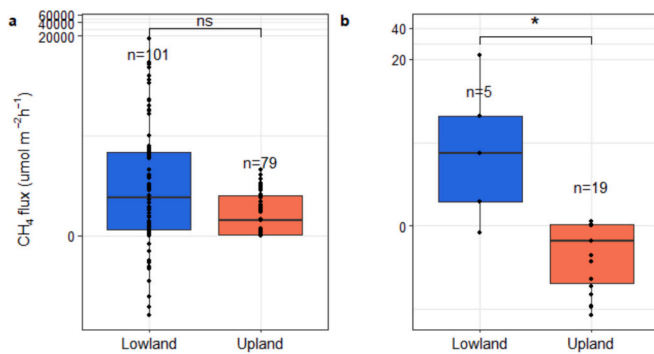 a
60000
40000
20000
0
CH₄ flux (umol m⁻²h⁻¹)
ns
n=101
n=79
Lowland Upland
b
40
20
0
*
n=5
n=19
Lowland Upland